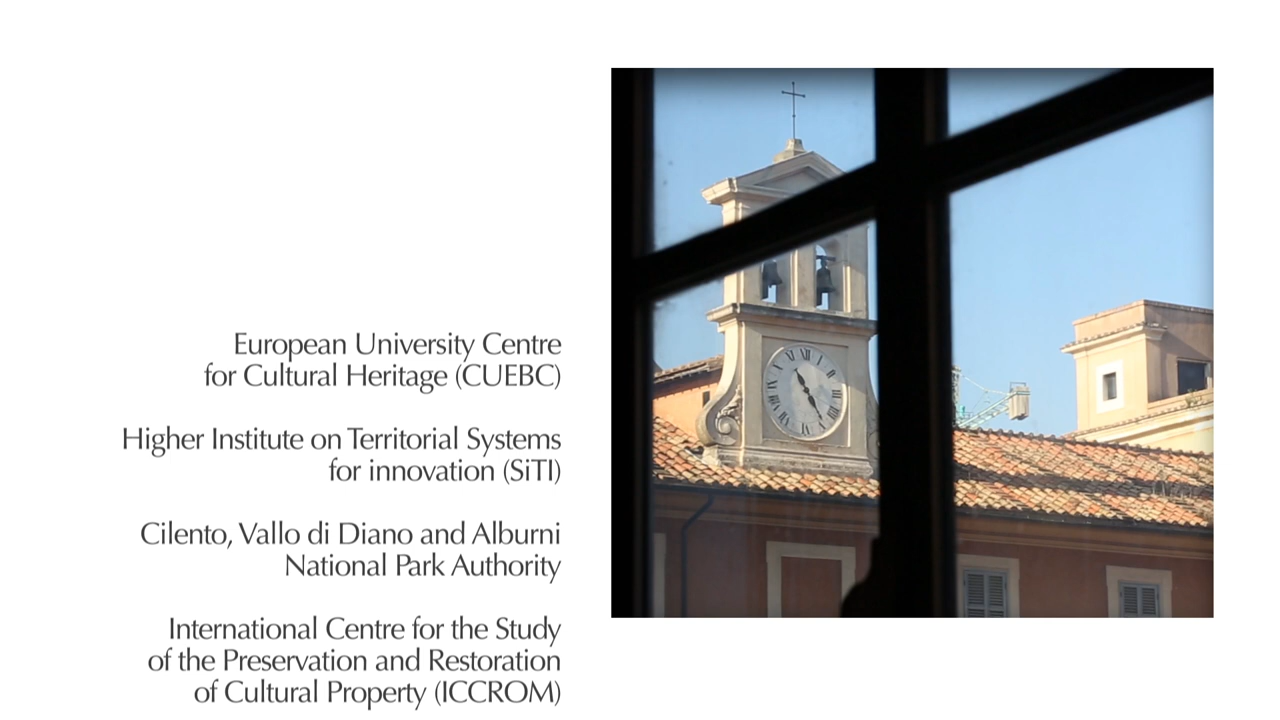 European University Centre
for Cultural Heritage (CUEBC)
Higher Institute on Territorial Systems
for innovation (SiTI)
Cilento, Vallo di Diano and Alburni
National Park Authority
International Centre for the Study
of the Preservation and Restoration
of Cultural Property (ICCROM)